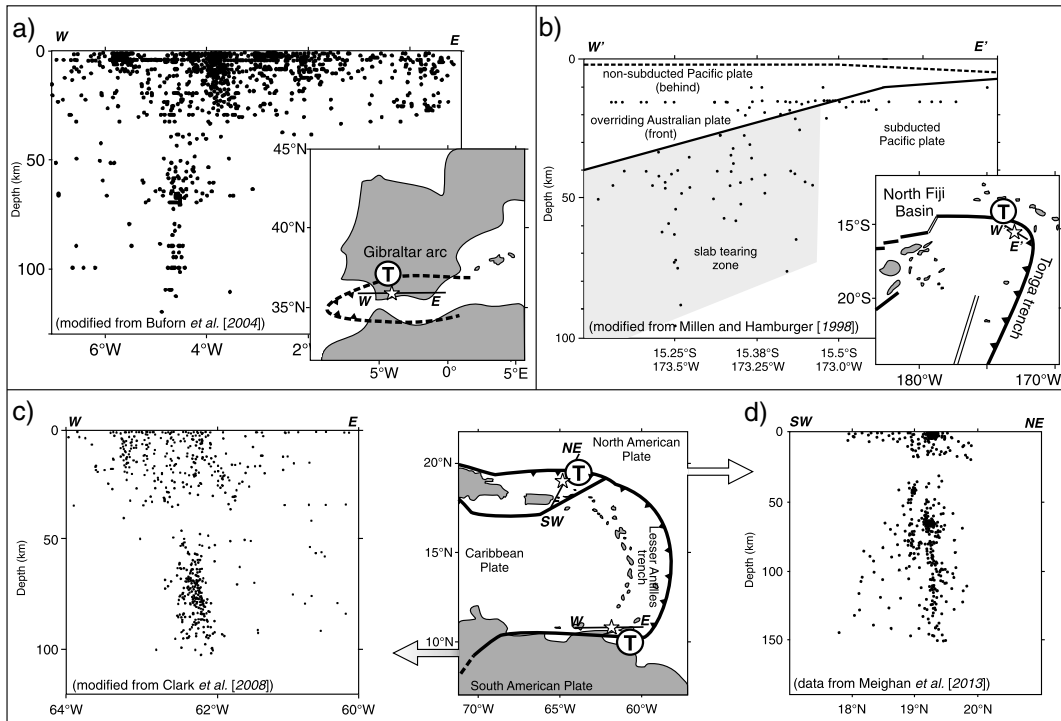 a)
W
E
0
50
100
Depth (km)
6°W
4°W
2°
(modified from Buforn et al. [2004])
45°N
40°N
35°N
Gibraltar arc
T
W
E
5°W
0°
5°E
b)
W'
E'
0
50
100
Depth (km)
non-subducted Pacific plate
(behind)
overriding Australian plate
(front)
subducted
Pacific plate
slab tearing
zone
(modified from Millen and Hamburger [1998])
15.25°S
173.5°W
15.38°S
173.25°W
15.5°S
173.0°W
North Fiji
Basin
T
W'
E'
15°S
20°S
Tonga trench
180°W
170°W
c)
W
E
0
50
100
Depth (km)
(modified from Clark et al. [2008])
64°W
62°W
60°W
NE
North American
Plate
T
20°N
SW
15°N
Caribbean
Plate
Lesser Antilles
trench
W
E
10°N
T
South American Plate
70°W
65°W
60°W
d)
SW
NE
0
50
100
150
Depth (km)
(data from Meighan et al. [2013])
18°N
19°N
20°N